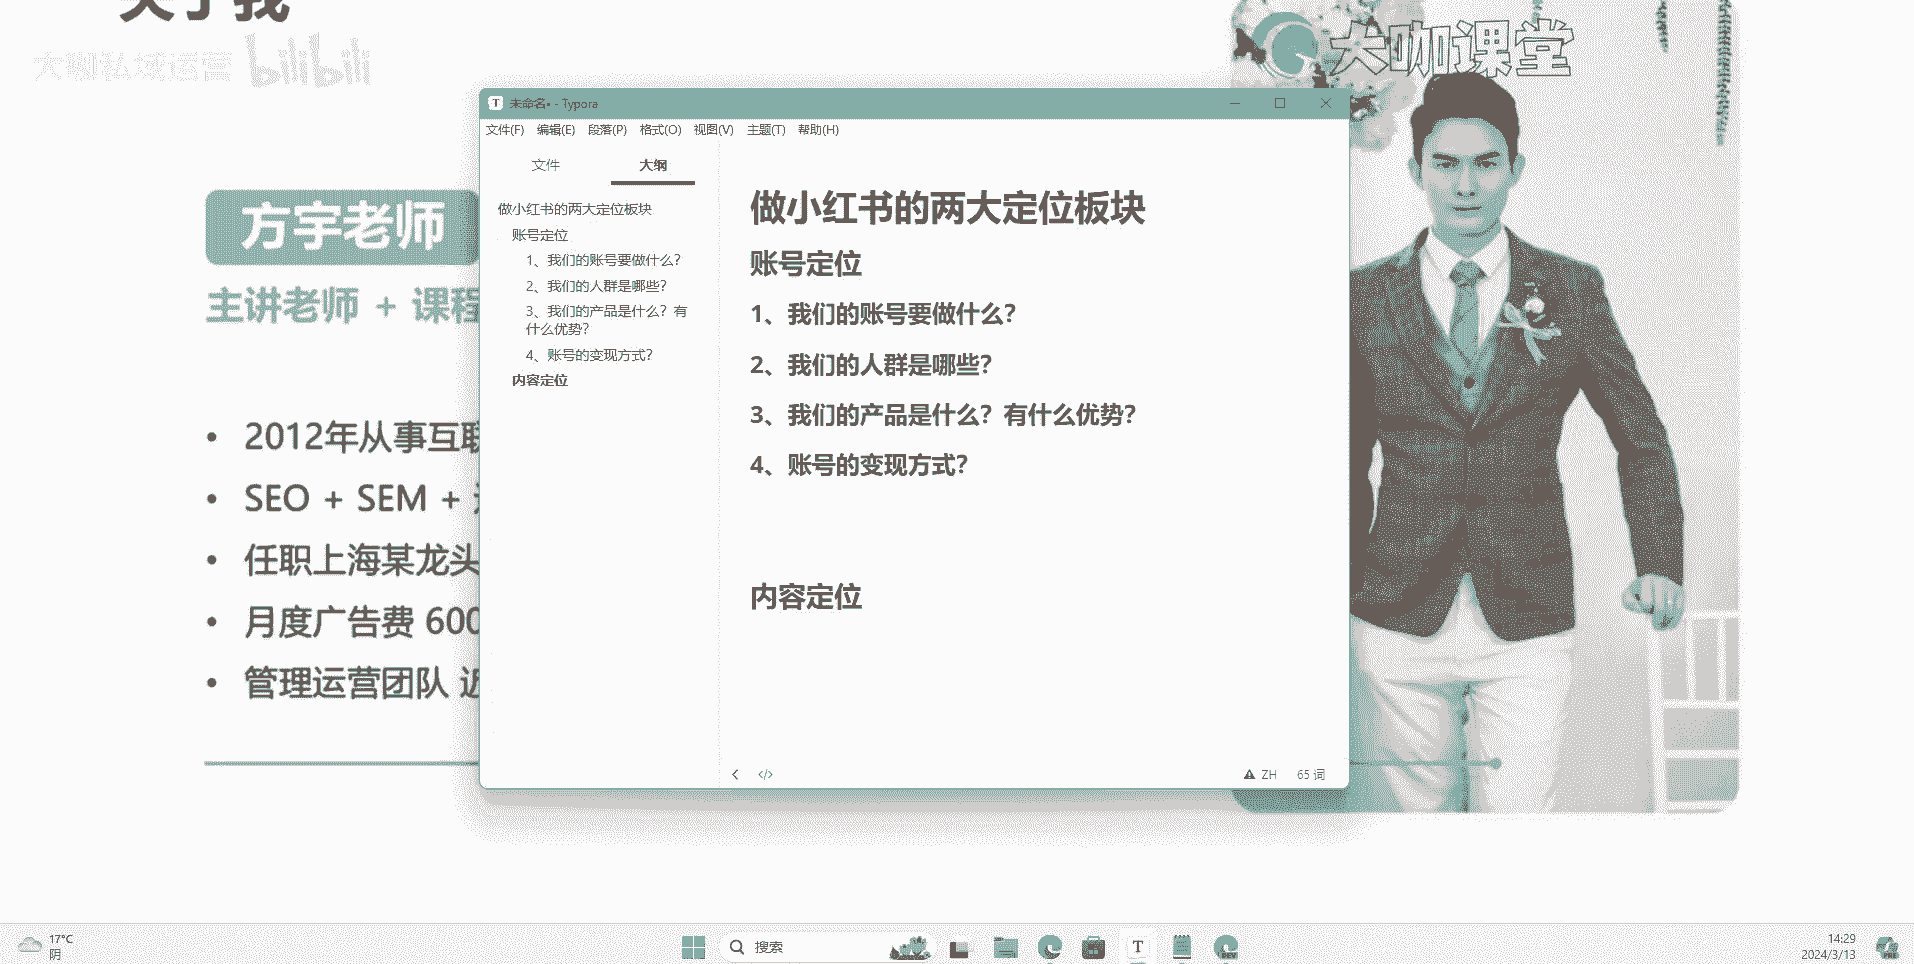 大咖私域运营 bilibili
大咖课堂
方宇老师
主讲老师 + 课程
• 2012年从事互联
• SEO + SEM +
• 任职上海某龙头
• 月度广告费 600
• 管理运营团队 近
未命名• - Typora
文件(F) 编辑(E) 段落(P) 格式(O) 视图(V) 主题(T) 帮助(H)
文件 大纲
做小红书的两大定位板块
账号定位
1、我们的账号要做什么?
2、我们的人群是哪些?
3、我们的产品是什么? 有
什么优势?
4、账号的变现方式?
内容定位
做小红书的两大定位板块
账号定位
1、我们的账号要做什么?
2、我们的人群是哪些?
3、我们的产品是什么? 有什么优势?
4、账号的变现方式?
内容定位
ZH 65 词
17°C
阴
搜索
14:29
2024/3/13